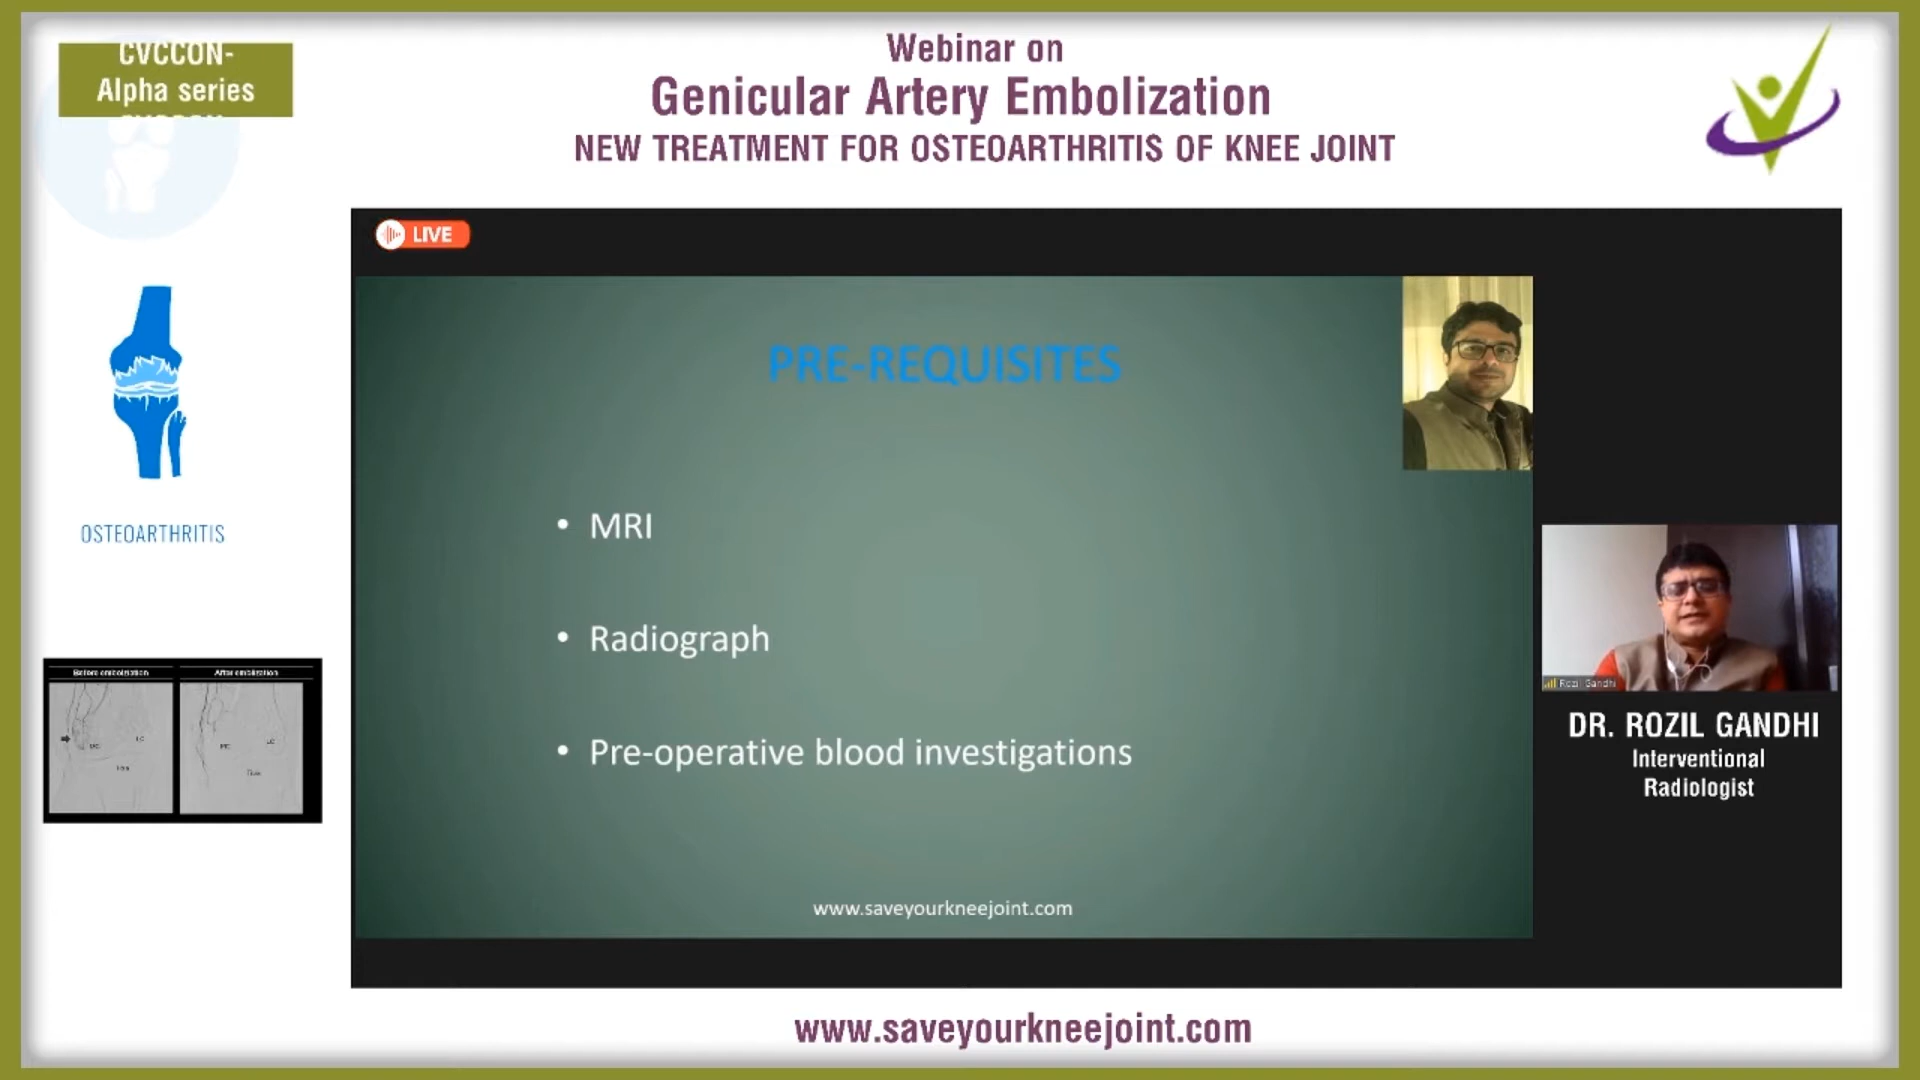 CVCCON-
Alpha series
Webinar on
Genicular Artery Embolization
NEW TREATMENT FOR OSTEOARTHRITIS OF KNEE JOINT
LIVE
PRE-REQUISITES
• MRI
• Radiograph
• Pre-operative blood investigations
www.saveyourkneejoint.com
OSTEOARTHRITIS
Before embolization
After embolization
Rozil Gandhi
DR. ROZIL GANDHI
Interventional
Radiologist
www.saveyourkneejoint.com